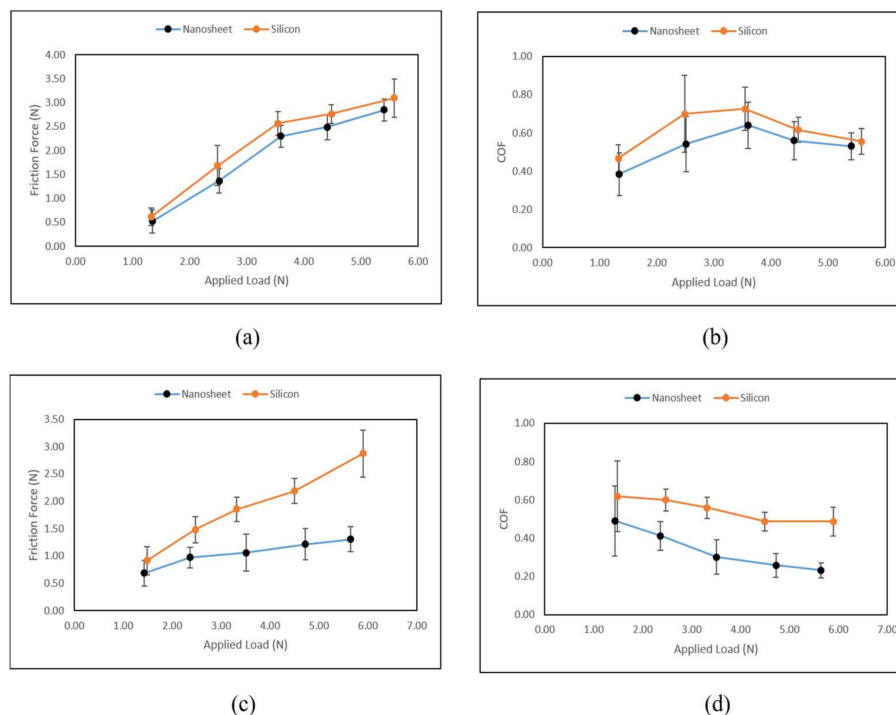 Nanosheet Silicon
4.00
3.50
3.00
2.50
2.00
1.50
1.00
0.50
0.00
Friction Force (N)
0.00 1.00 2.00 3.00 4.00 5.00 6.00
Applied Load (N)
(a)
Nanosheet Silicon
1.00
0.80
0.60
0.40
0.20
0.00
COF
0.00 1.00 2.00 3.00 4.00 5.00 6.00
Applied Load (N)
(b)
Nanosheet Silicon
3.50
3.00
2.50
2.00
1.50
1.00
0.50
0.00
Friction Force (N)
0.00 1.00 2.00 3.00 4.00 5.00 6.00 7.00
Applied Load (N)
(c)
Nanosheet Silicon
1.00
0.80
0.60
0.40
0.20
0.00
COF
0.00 1.00 2.00 3.00 4.00 5.00 6.00 7.00
Applied Load (N)
(d)